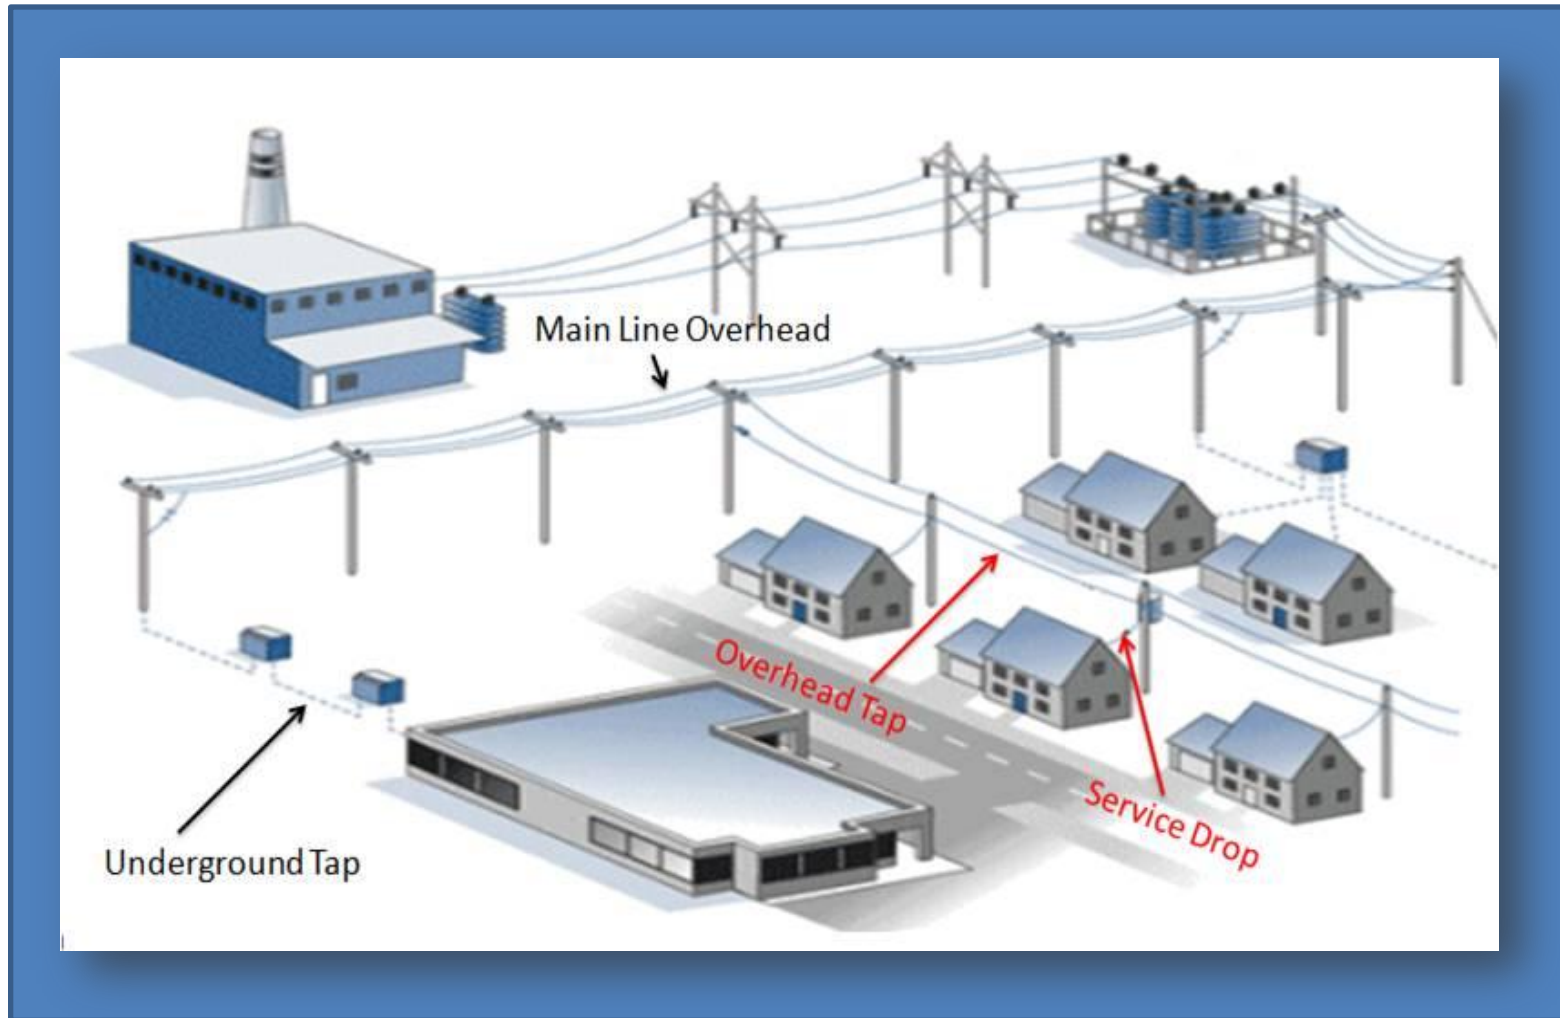 Main Line Overhead
Overhead Tap
Service Drop
Underground Tap